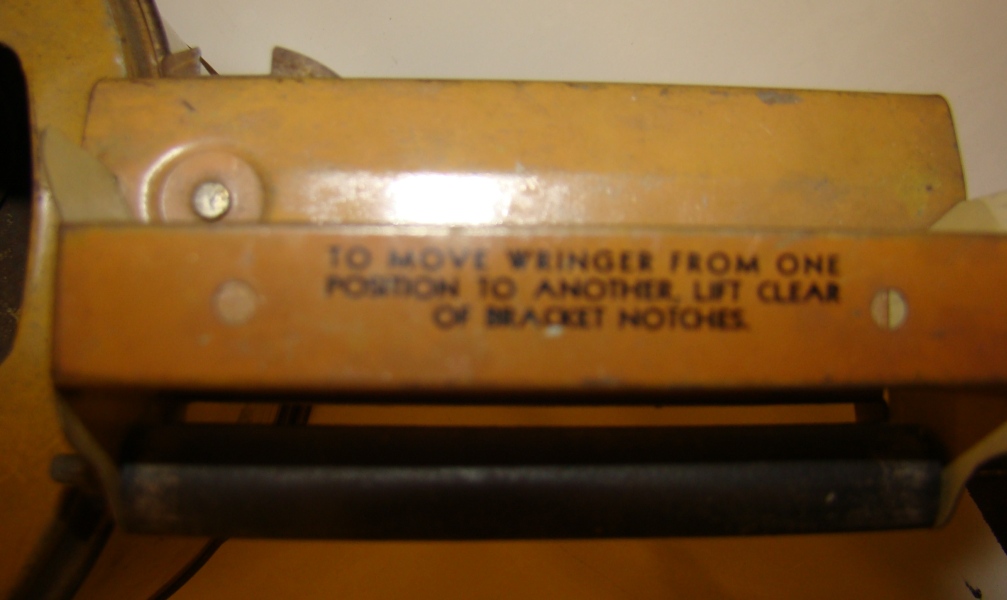 TO MOVE WRINGER FROM ONE
POSITION TO ANOTHER, LIFT CLEAR
OF BRACKET NOTCHES.